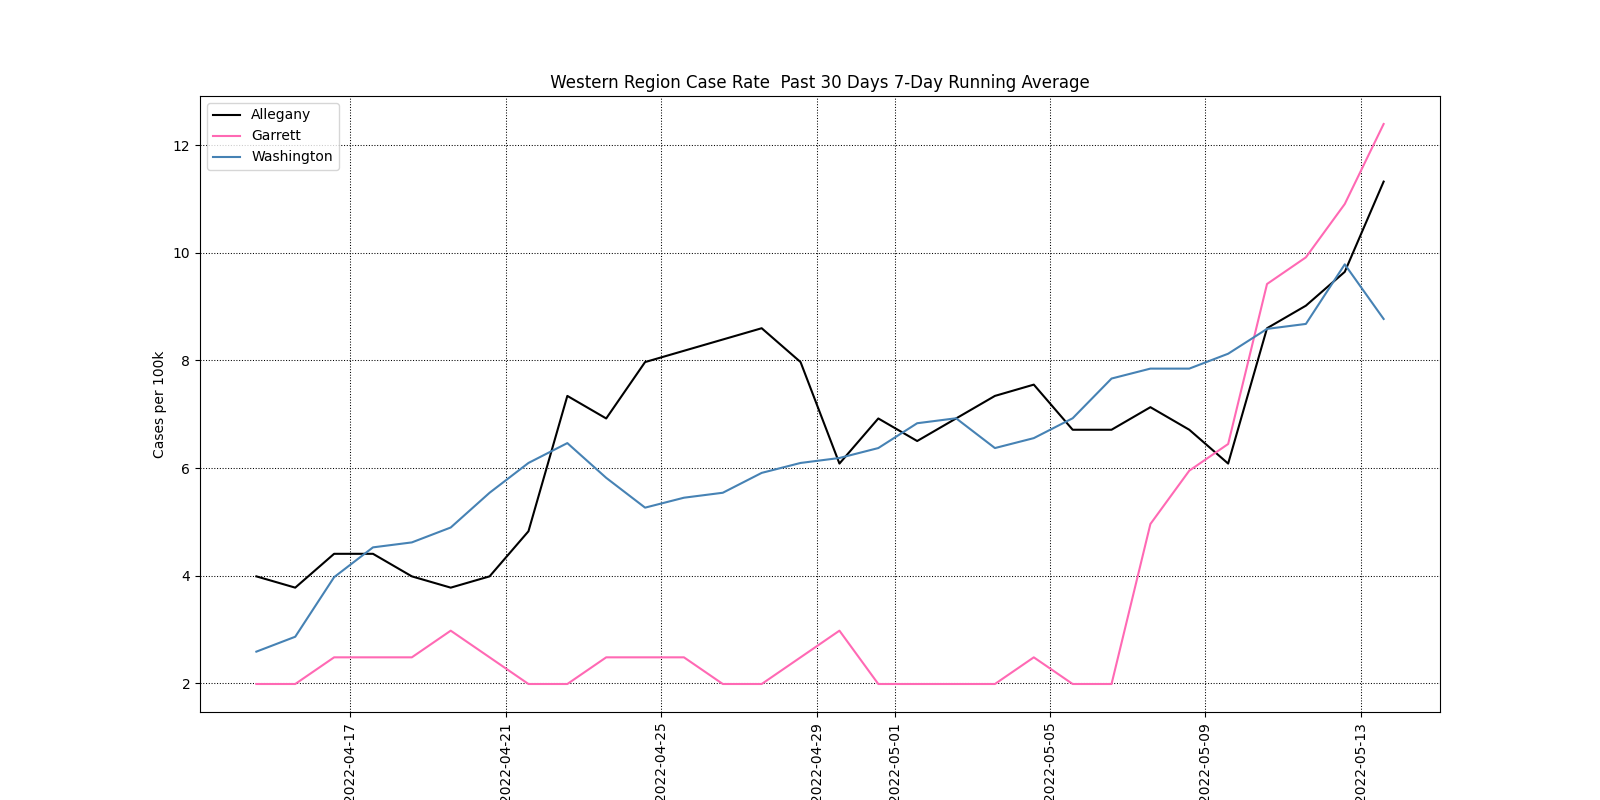 Western Region Case Rate  Past 30 Days 7-Day Running Average
Allegany
Garrett
Washington
Cases per 100k
12
10
8
6
4
2
2022-04-17
2022-04-21
2022-04-25
2022-04-29
2022-05-01
2022-05-05
2022-05-09
2022-05-13